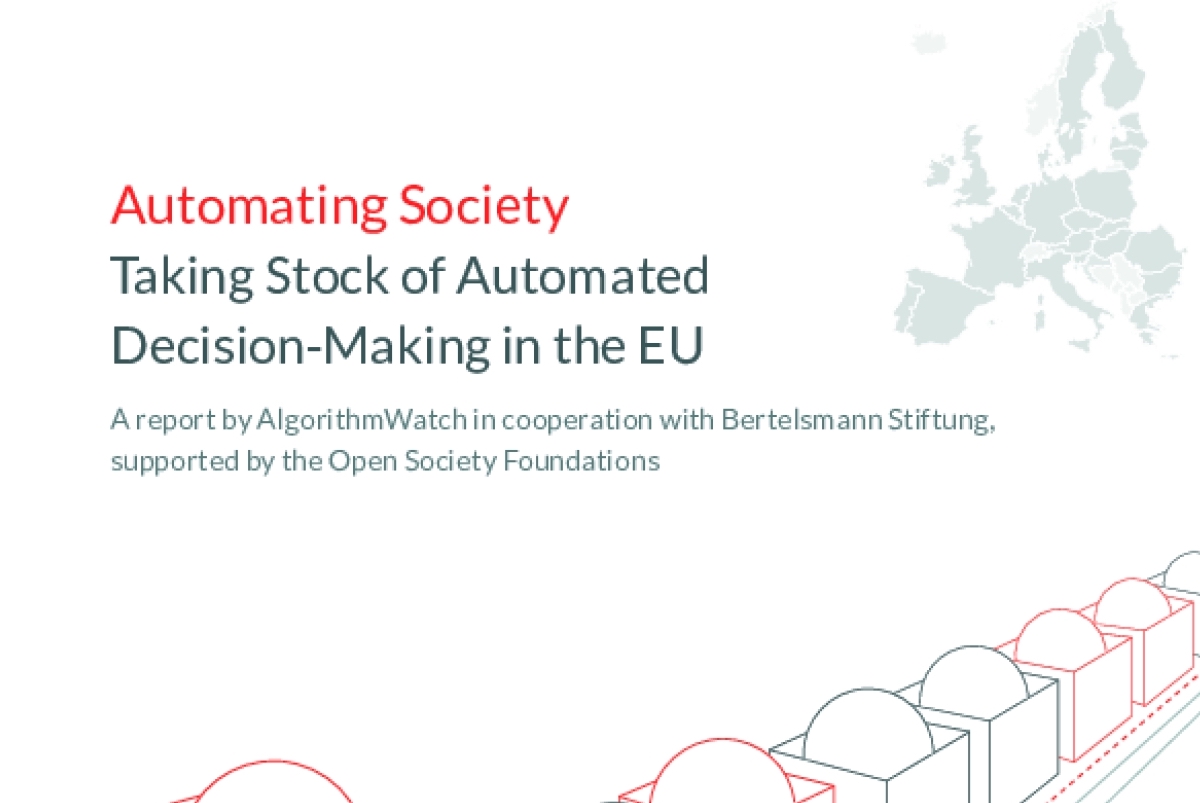 Automating Society
Taking Stock of Automated
Decision-Making in the EU
A report by AlgorithmWatch in cooperation with Bertelsmann Stiftung,
supported by the Open Society Foundations